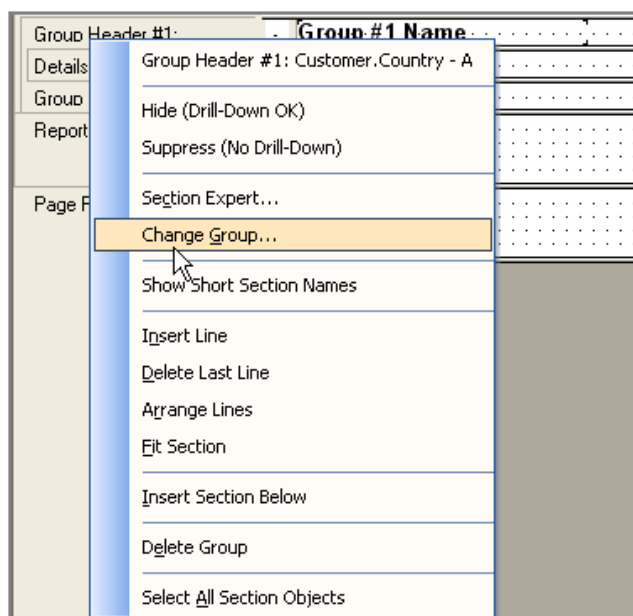 Group Header #1:
Group #1 Name
Details
Group
Report
Page F
Group Header #1: Customer.Country - A
Hide (Drill-Down OK)
Suppress (No Drill-Down)
Section Expert...
Change Group...
Show Short Section Names
Insert Line
Delete Last Line
Arrange Lines
Fit Section
Insert Section Below
Delete Group
Select All Section Objects